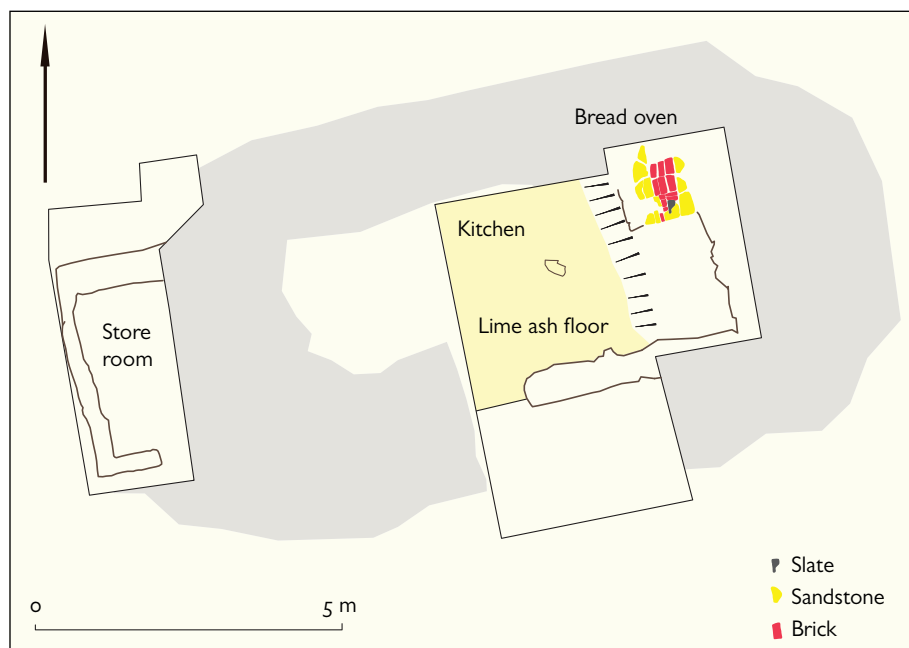 Bread oven
Kitchen
Lime ash floor
Store
room
Slate
Sandstone
Brick
0 5 m